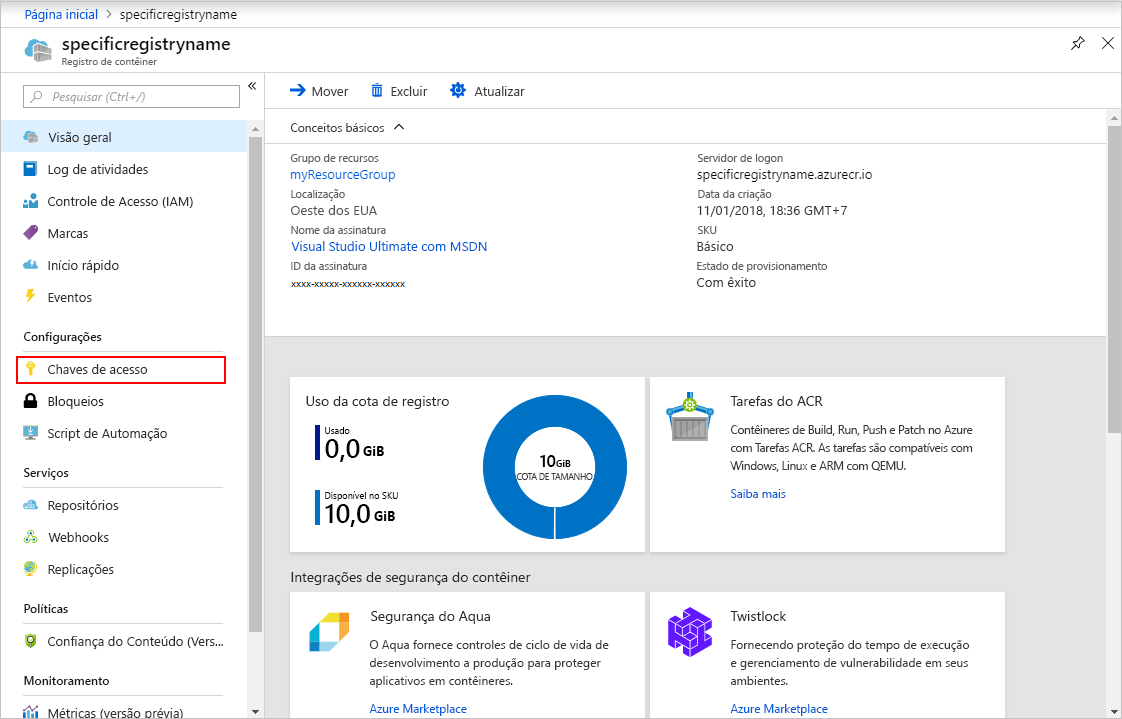 Página inicial > specificregistryname
specificregistryname
Registro de contêiner
Pesquisar (Ctrl+/)
«
Visão geral
Log de atividades
Controle de Acesso (IAM)
Marcas
Início rápido
Eventos
Configurações
Chaves de acesso
Bloqueios
Script de Automação
Serviços
Repositórios
Webhooks
Replicações
Políticas
Confiança do Conteúdo (Vers...
Monitoramento
Métricas (versão prévia)
Mover Excluir Atualizar
Conceitos básicos
Grupo de recursos
myResourceGroup
Localização
Oeste dos EUA
Nome da assinatura
Visual Studio Ultimate com MSDN
ID da assinatura
xxxx-xxxxx-xxxxxx-xxxxxx
Servidor de logon
specificregistryname.azurecr.io
Data da criação
11/01/2018, 18:36 GMT+7
SKU
Básico
Estado de provisionamento
Com êxito
Uso da cota de registro
Usado
0,0 GiB
Disponível no SKU
10,0 GiB
10GiB
COTA DE TAMANHO
Tarefas do ACR
Contêineres de Build, Run, Push e Patch no Azure
com Tarefas ACR. As tarefas são compatíveis com
Windows, Linux e ARM com QEMU.
Saiba mais
Integrações de segurança do contêiner
Segurança do Aqua
O Aqua fornece controles de ciclo de vida de
desenvolvimento a produção para proteger
aplicativos em contêineres.
Azure Marketplace
Twistlock
Fornecendo proteção do tempo de execução
e gerenciamento de vulnerabilidade em seus
ambientes.
Azure Marketplace